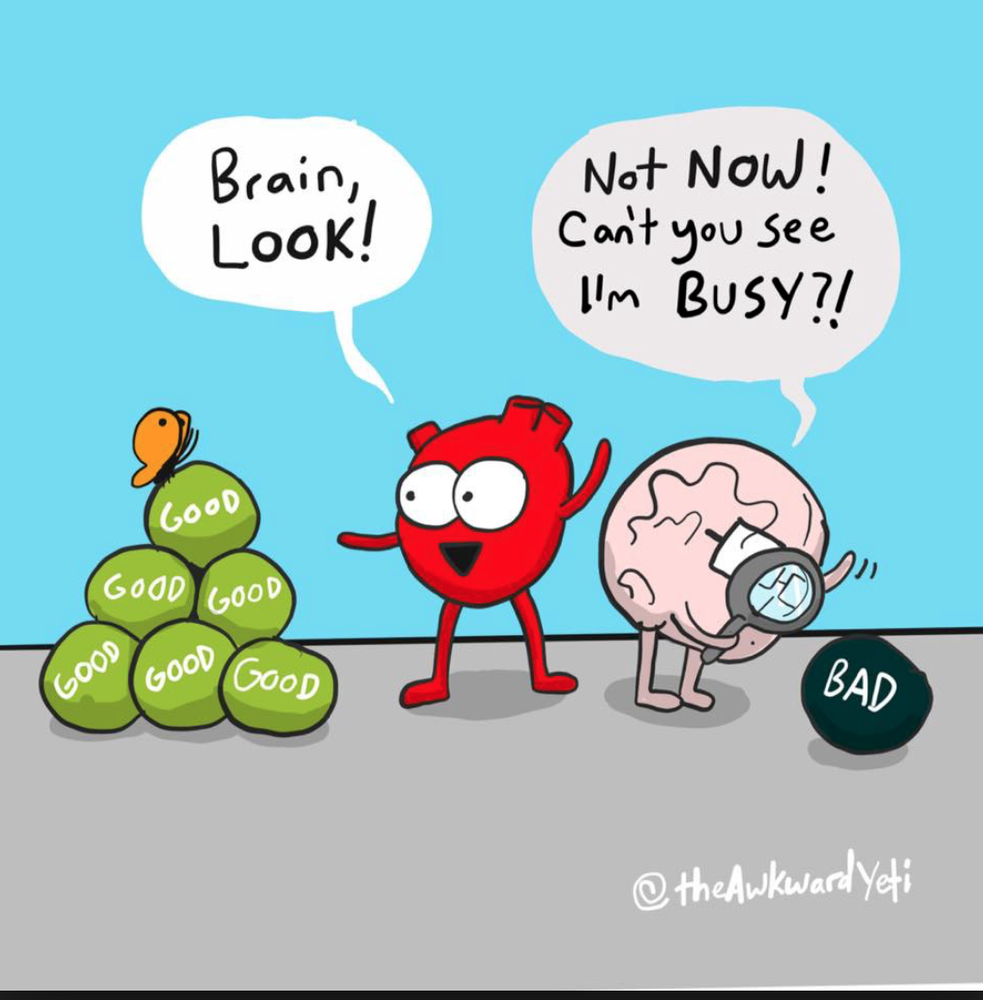 Brain,
LOOK!
Not NOW!
Can't you see
I'm BUSY?!
GOOD
GOOD GOOD
GOOD GOOD GOOD
BAD
@theAwkwardYeti